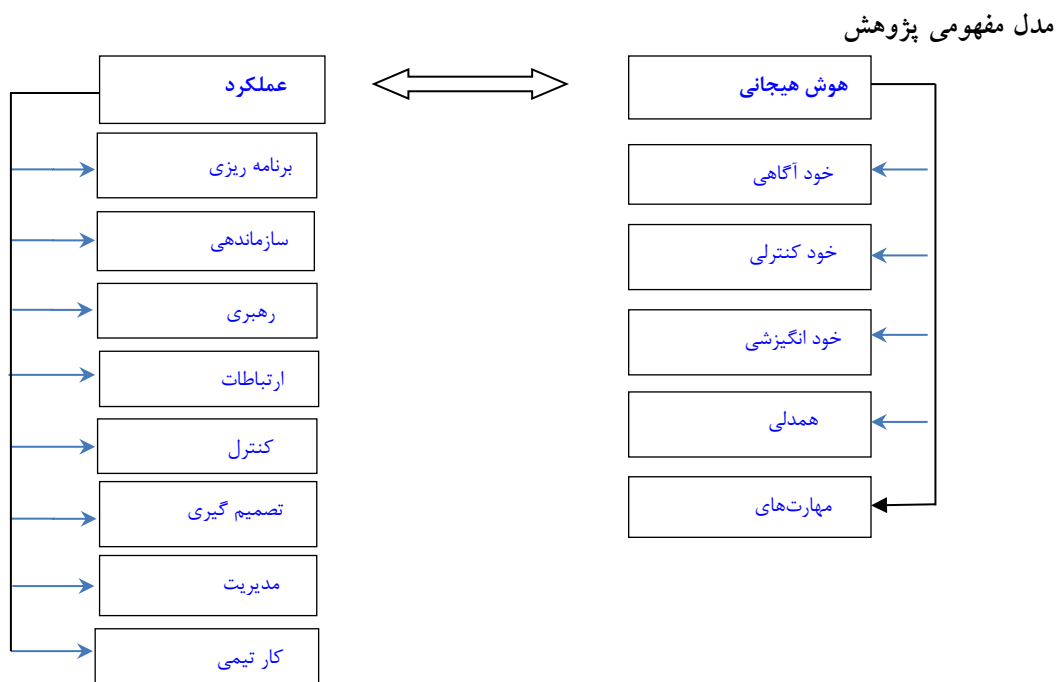 مدل مفهومی پژوهش
هوش هیجانی
خود آگاهی
خود کنترلی
خود انگیزشی
همدلی
مهارت‌های
عملکرد
برنامه ریزی
سازماندهی
رهبری
ارتباطات
کنترل
تصمیم گیری
مدیریت
کار تیمی